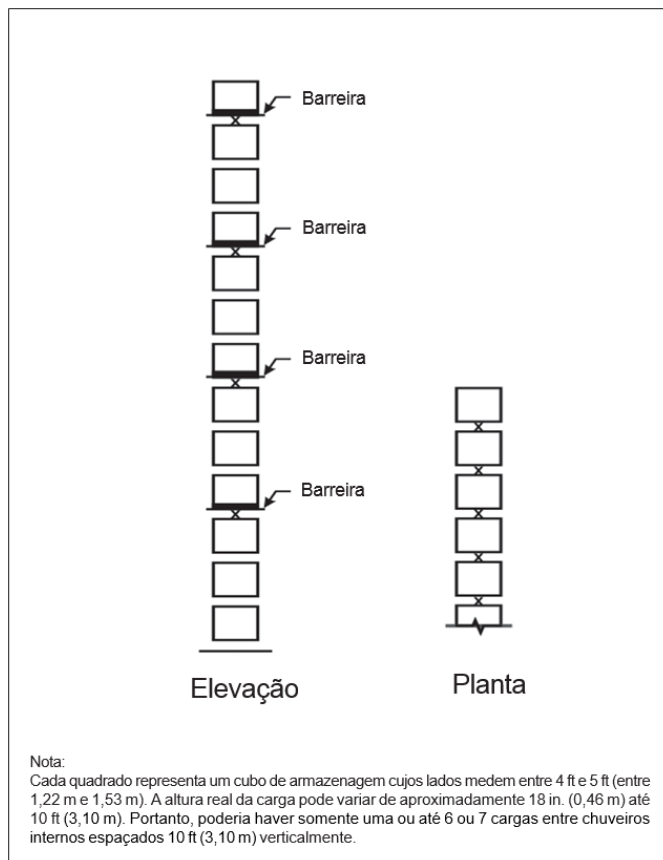 Barreira
Barreira
Barreira
Barreira
Elevação
Planta
Nota:
Cada quadrado representa um cubo de armazenagem cujos lados medem entre 4 ft e 5 ft (entre
1,22 m e 1,53 m). A altura real da carga pode variar de aproximadamente 18 in. (0,46 m) até
10 ft (3,10 m). Portanto, poderia haver somente uma ou até 6 ou 7 cargas entre chuveiros
internos espaçados 10 ft (3,10 m) verticalmente.